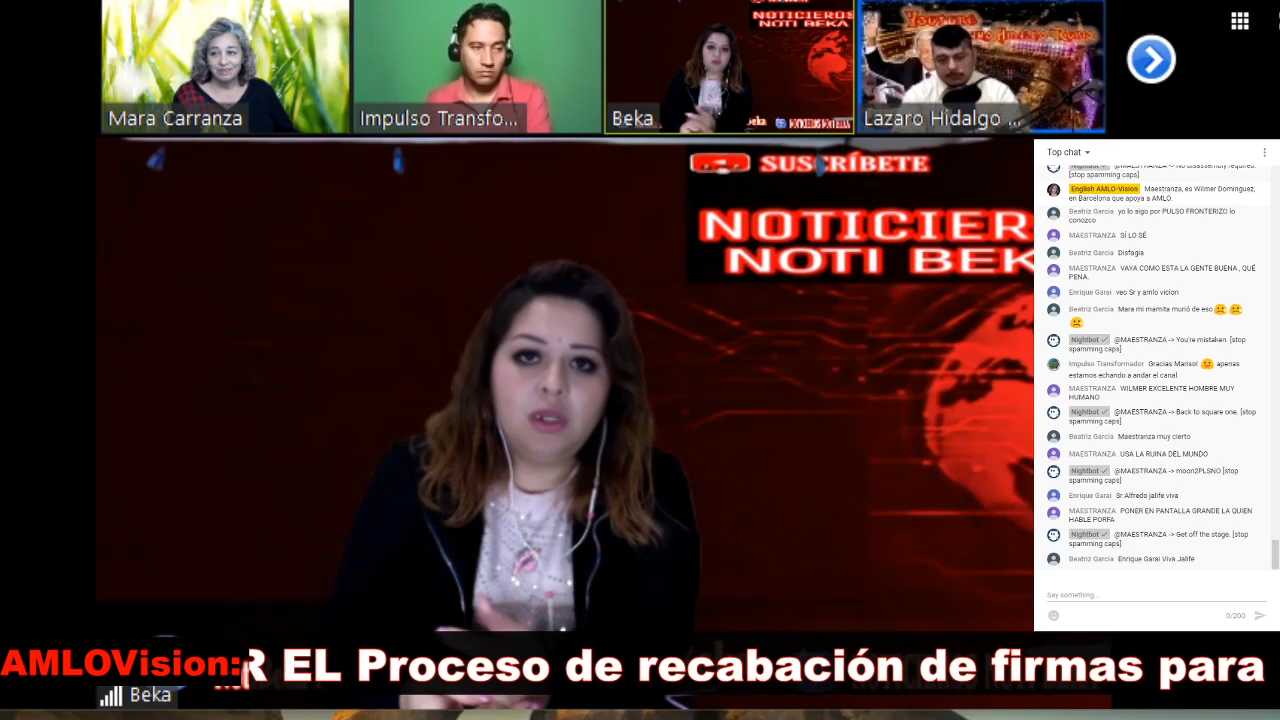 NOTICIEROS
NOTI BEKA
Mara Carranza
Impulso Transfo...
Beka
Lazaro Hidalgo ...
SUSCRÍBETE
NOTICIER
NOTI BEK
Top chat
[stop spamming caps]
English AMLO-Vision Maestranza, es Wilmer Dominguez,
en Barcelona que apoya a AMLO.
Beatriz Garcia yo lo sigo por PULSO FRONTERIZO lo
conozco
MAESTRANZA SÍ LO SÉ
Beatriz Garcia Disfagia
MAESTRANZA VAYA COMO ESTA LA GENTE BUENA , QUÉ
PENA.
Enrique Garai veo Sr y amlo vicion
Beatriz Garcia Mara mi mamita murió de eso
Nightbot @MAESTRANZA -> You're mistaken. [stop
spamming caps]
Impulso Transformador Gracias Marisol apenas
estamos echando a andar el canal
MAESTRANZA WILMER EXCELENTE HOMBRE MUY
HUMANO
Nightbot @MAESTRANZA -> Back to square one. [stop
spamming caps]
Beatriz Garcia Maestranza muy cierto
MAESTRANZA USA LA RUINA DEL MUNDO
Nightbot @MAESTRANZA -> moon2PLSNO [stop
spamming caps]
Enrique Garai Sr Alfredo jalife viva
MAESTRANZA PONER EN PANTALLA GRANDE LA QUIEN
HABLE PORFA
Nightbot @MAESTRANZA -> Get off the stage. [stop
spamming caps]
Beatriz Garcia Enrique Garai Viva Jalife
Say something...
0/200
AMLOVision:R EL Proceso de recabación de firmas para
Beka